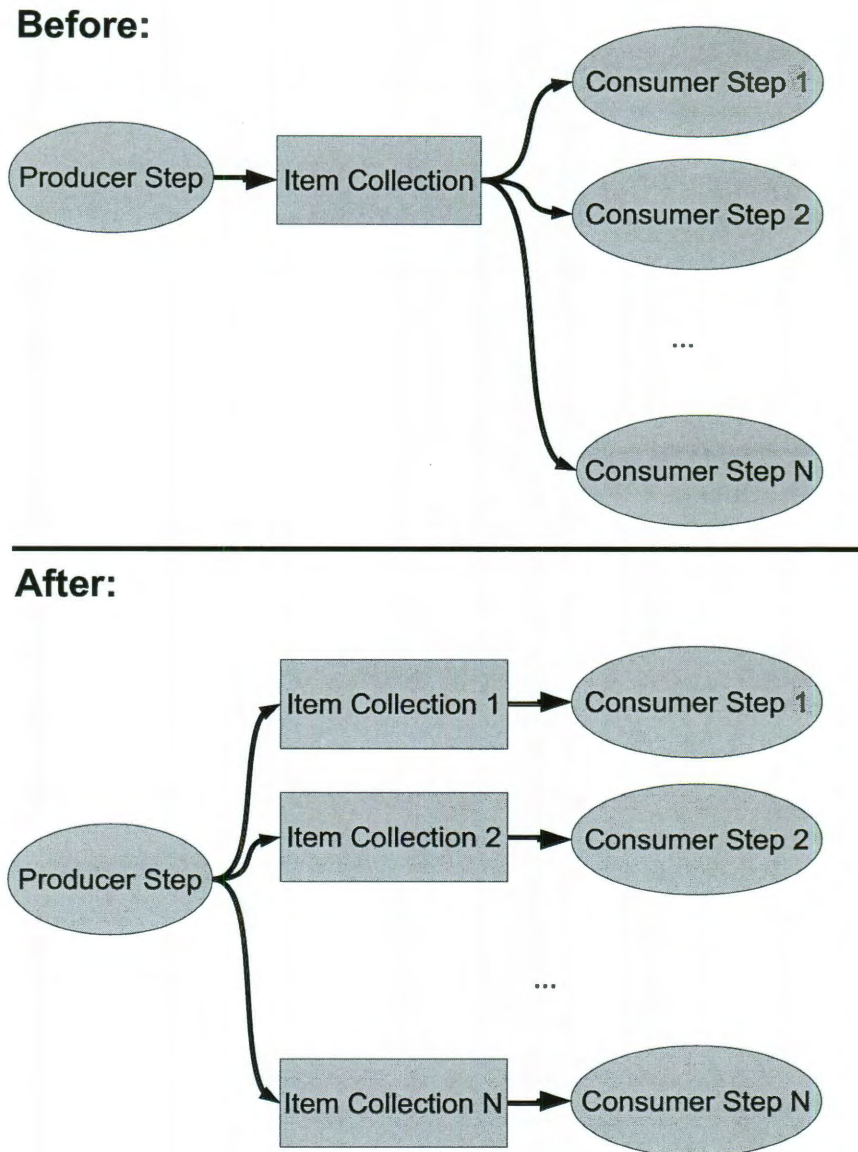 Before:
Consumer Step 1
Producer Step
Item Collection
Consumer Step 2
...
Consumer Step N
After:
Item Collection 1
Consumer Step 1
Item Collection 2
Consumer Step 2
Producer Step
...
Item Collection N
Consumer Step N